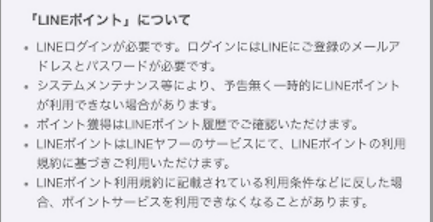 「LINEポイント」について
• LINEログインが必要です。ログインにはLINEにご登録のメールア
ドレスとパスワードが必要です。
• システムメンテナンス等により、予告無く一時的にLINEポイント
が利用できない場合があります。
• ポイント獲得はLINEポイント履歴でご確認いただけます。
• LINEポイントはLINEヤフーのサービスにて、LINEポイントの利用
規約に基づきご利用いただけます。
• LINEポイント利用規約に記載されている利用条件などに反した場
合、ポイントサービスを利用できなくなることがあります。